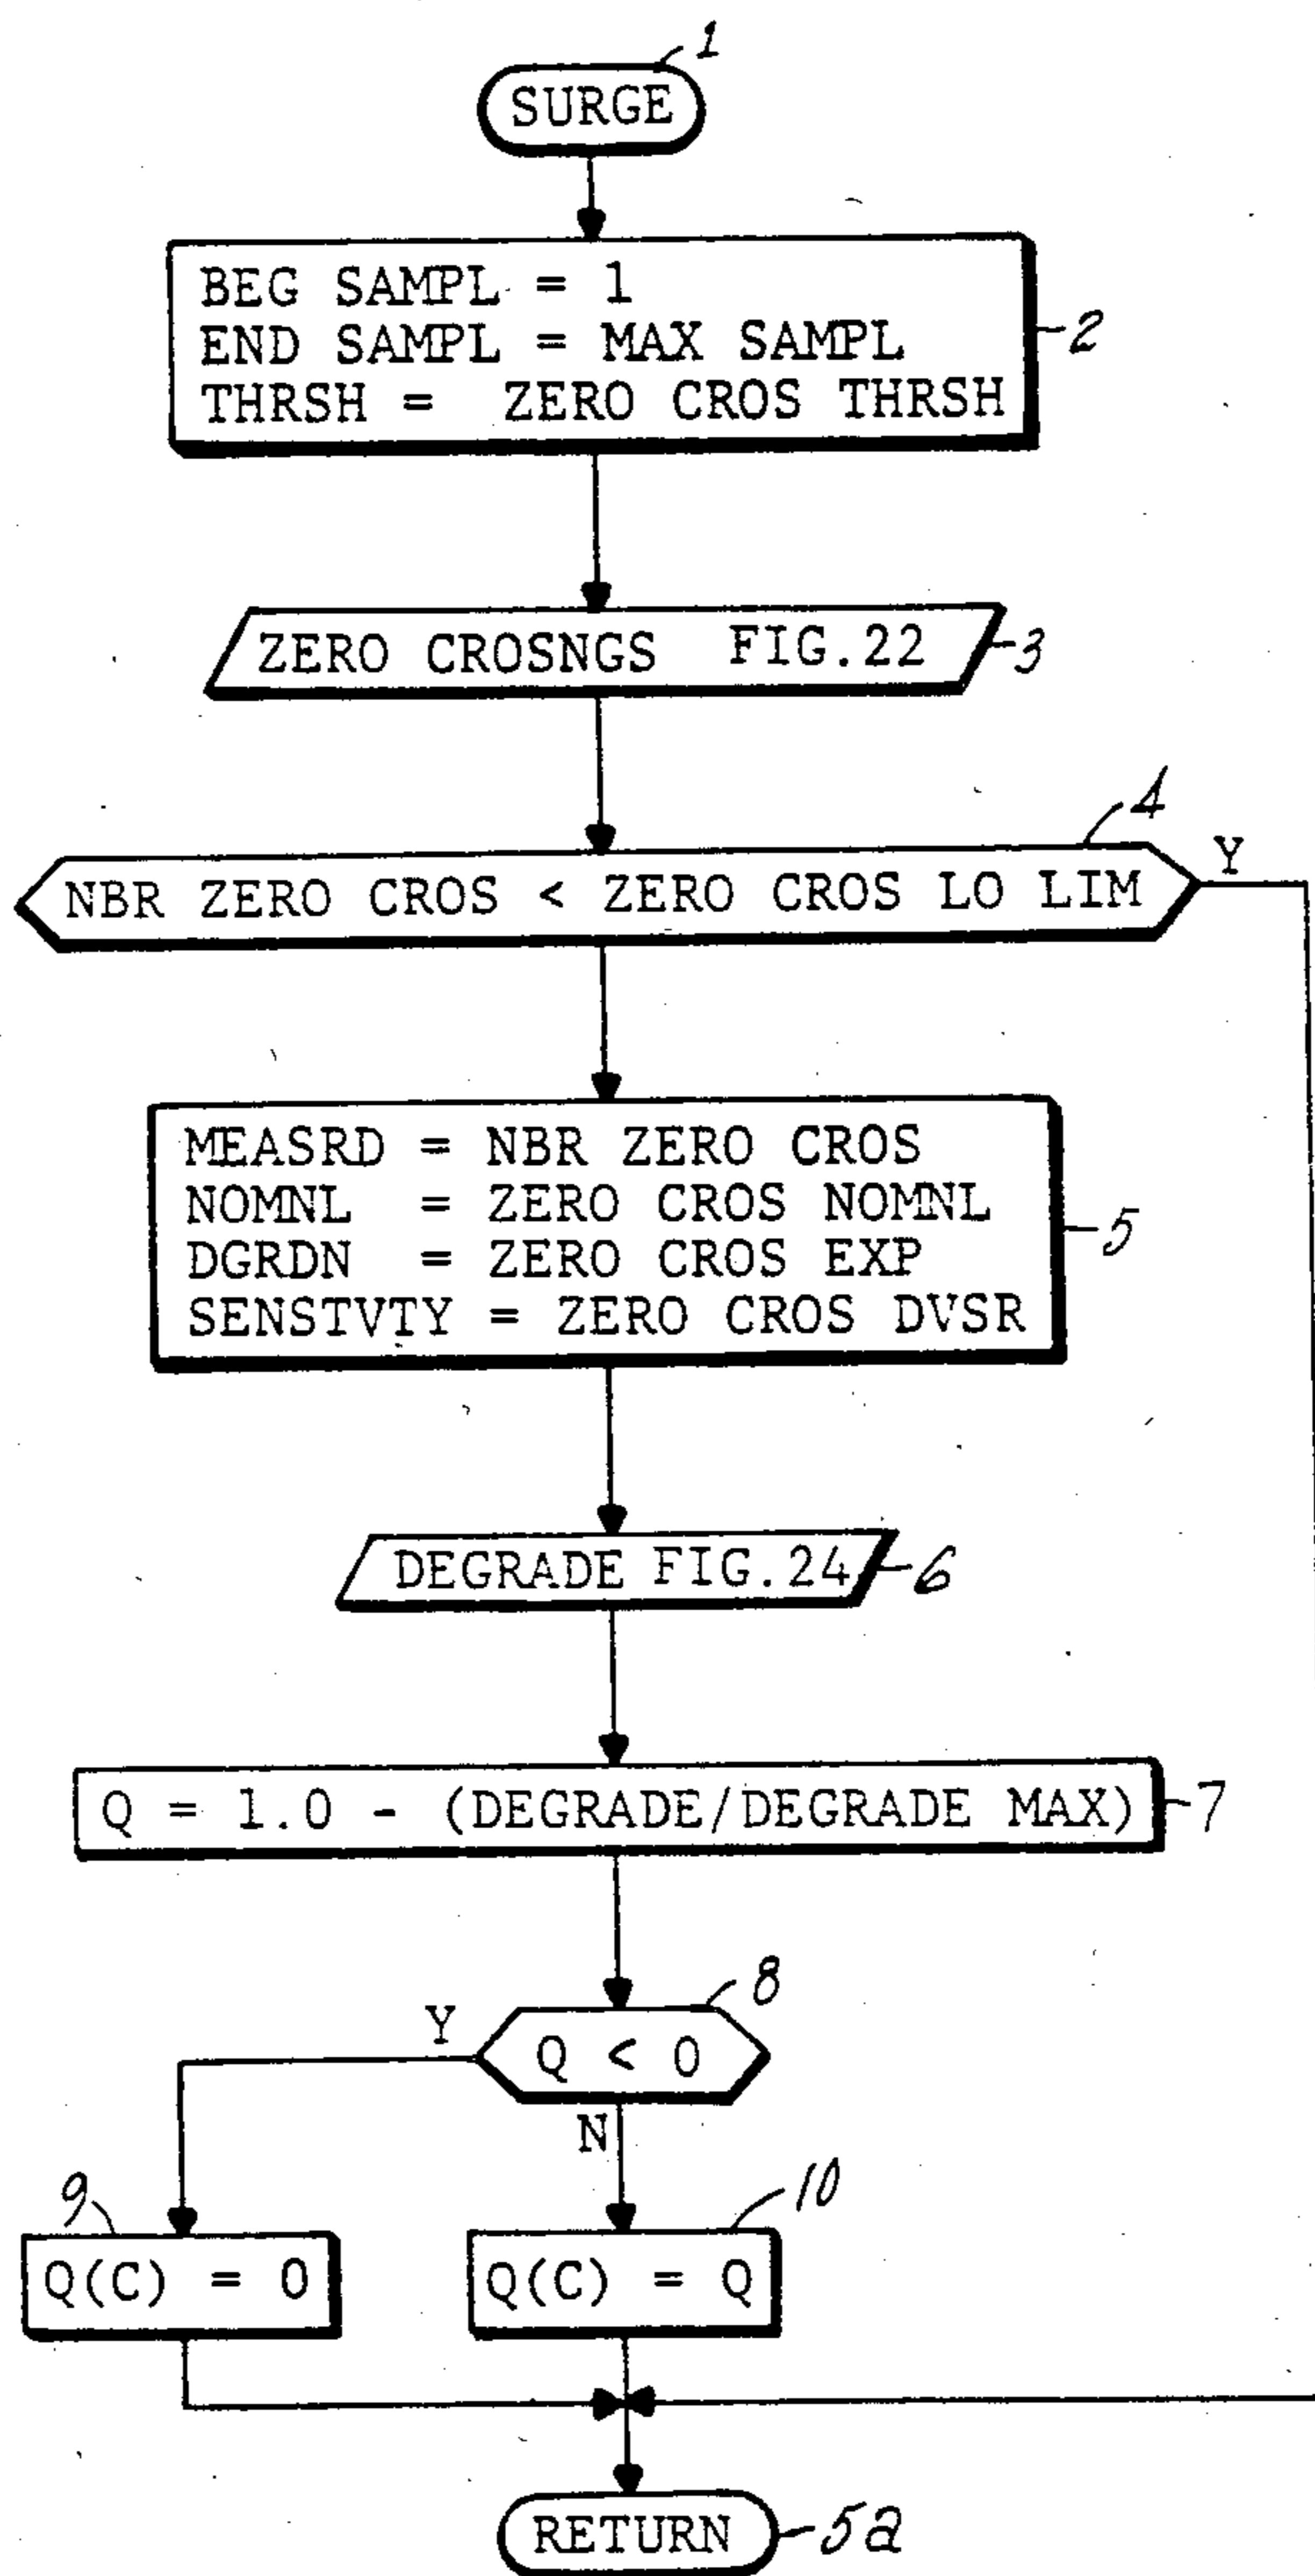 1
SURGE
BEG SAMPL = 1
END SAMPL = MAX SAMPL
THRSH = ZERO CROS THRSH
2
ZERO CROSNGS FIG.22
3
4
NBR ZERO CROS < ZERO CROS LO LIM
Y
MEASRD = NBR ZERO CROS
NOMNL = ZERO CROS NOMNL
DGRDN = ZERO CROS EXP
SENSTVTY = ZERO CROS DVSR
5
DEGRADE FIG.24
6
Q = 1.0 - (DEGRADE/DEGRADE MAX)
7
8
Y
Q < 0
N
9
10
Q(C) = 0
Q(C) = Q
RETURN
5a